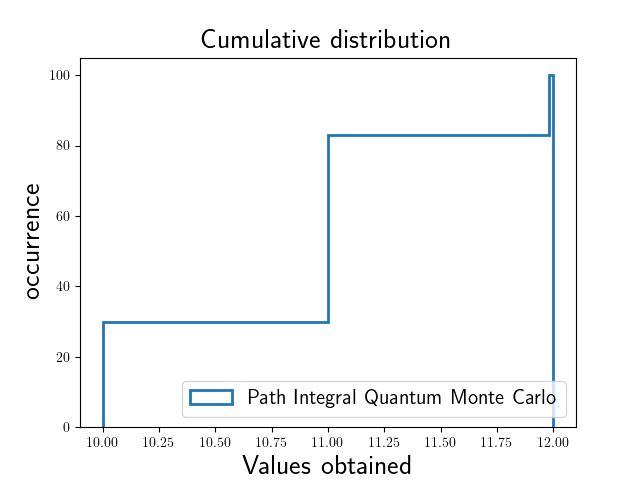 Cumulative distribution
occurrence
100
80
60
40
20
0
Path Integral Quantum Monte Carlo
10.00 10.25 10.50 10.75 11.00 11.25 11.50 11.75 12.00
Values obtained